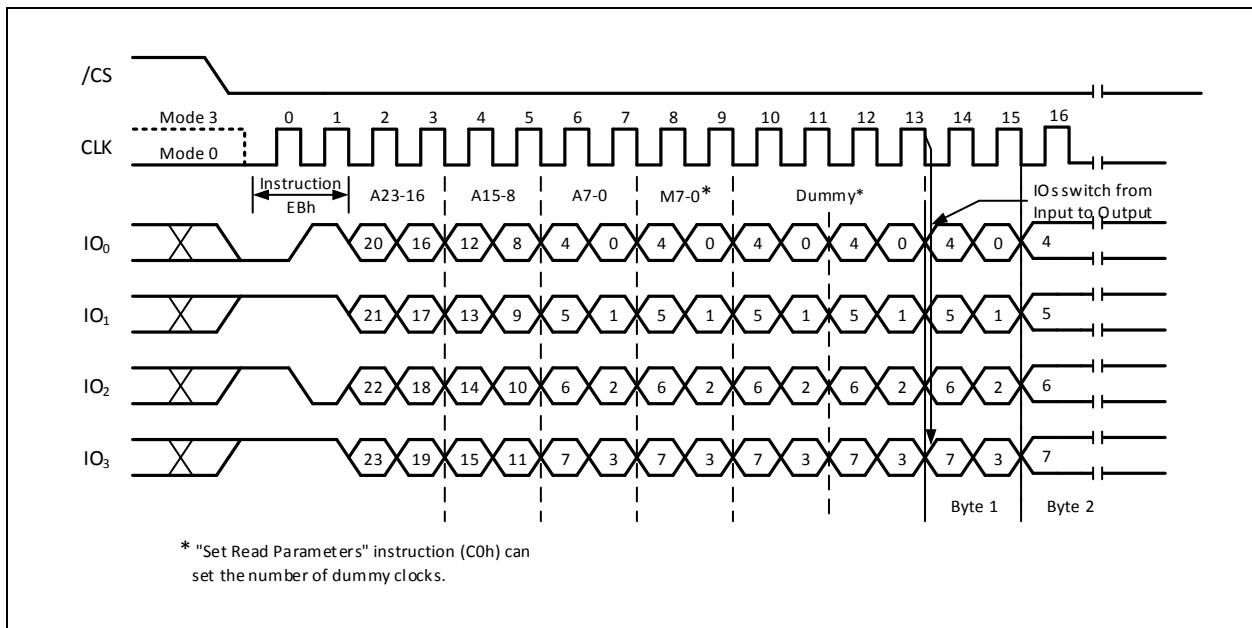 /CS
Mode 3 0 1 2 3 4 5 6 7 8 9 10 11 12 13 14 15 16
CLK
Mode 0
Instruction A23-16 A15-8 A7-0 M7-0* Dummy* IOs switch from
EBh Input to Output
IO0 20 16 12 8 4 0 4 0 4 0 4 0 4 0 4
IO1 21 17 13 9 5 1 5 1 5 1 5 1 5 1 5
IO2 22 18 14 10 6 2 6 2 6 2 6 2 6 2 6
IO3 23 19 15 11 7 3 7 3 7 3 7 3 7 3 7
Byte 1 Byte 2
* "Set Read Parameters" instruction (C0h) can
set the number of dummy clocks.